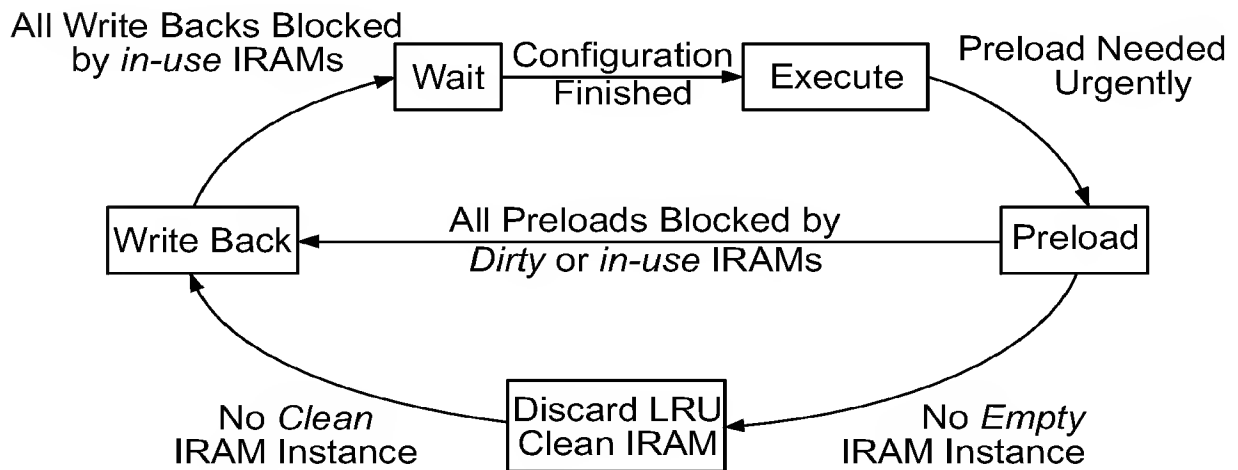 All Write Backs Blocked
by in-use IRAMs
Wait
Configuration
Finished
Execute
Preload Needed
Urgently
Write Back
All Preloads Blocked by
Dirty or in-use IRAMs
Preload
No Clean
IRAM Instance
Discard LRU
Clean IRAM
No Empty
IRAM Instance